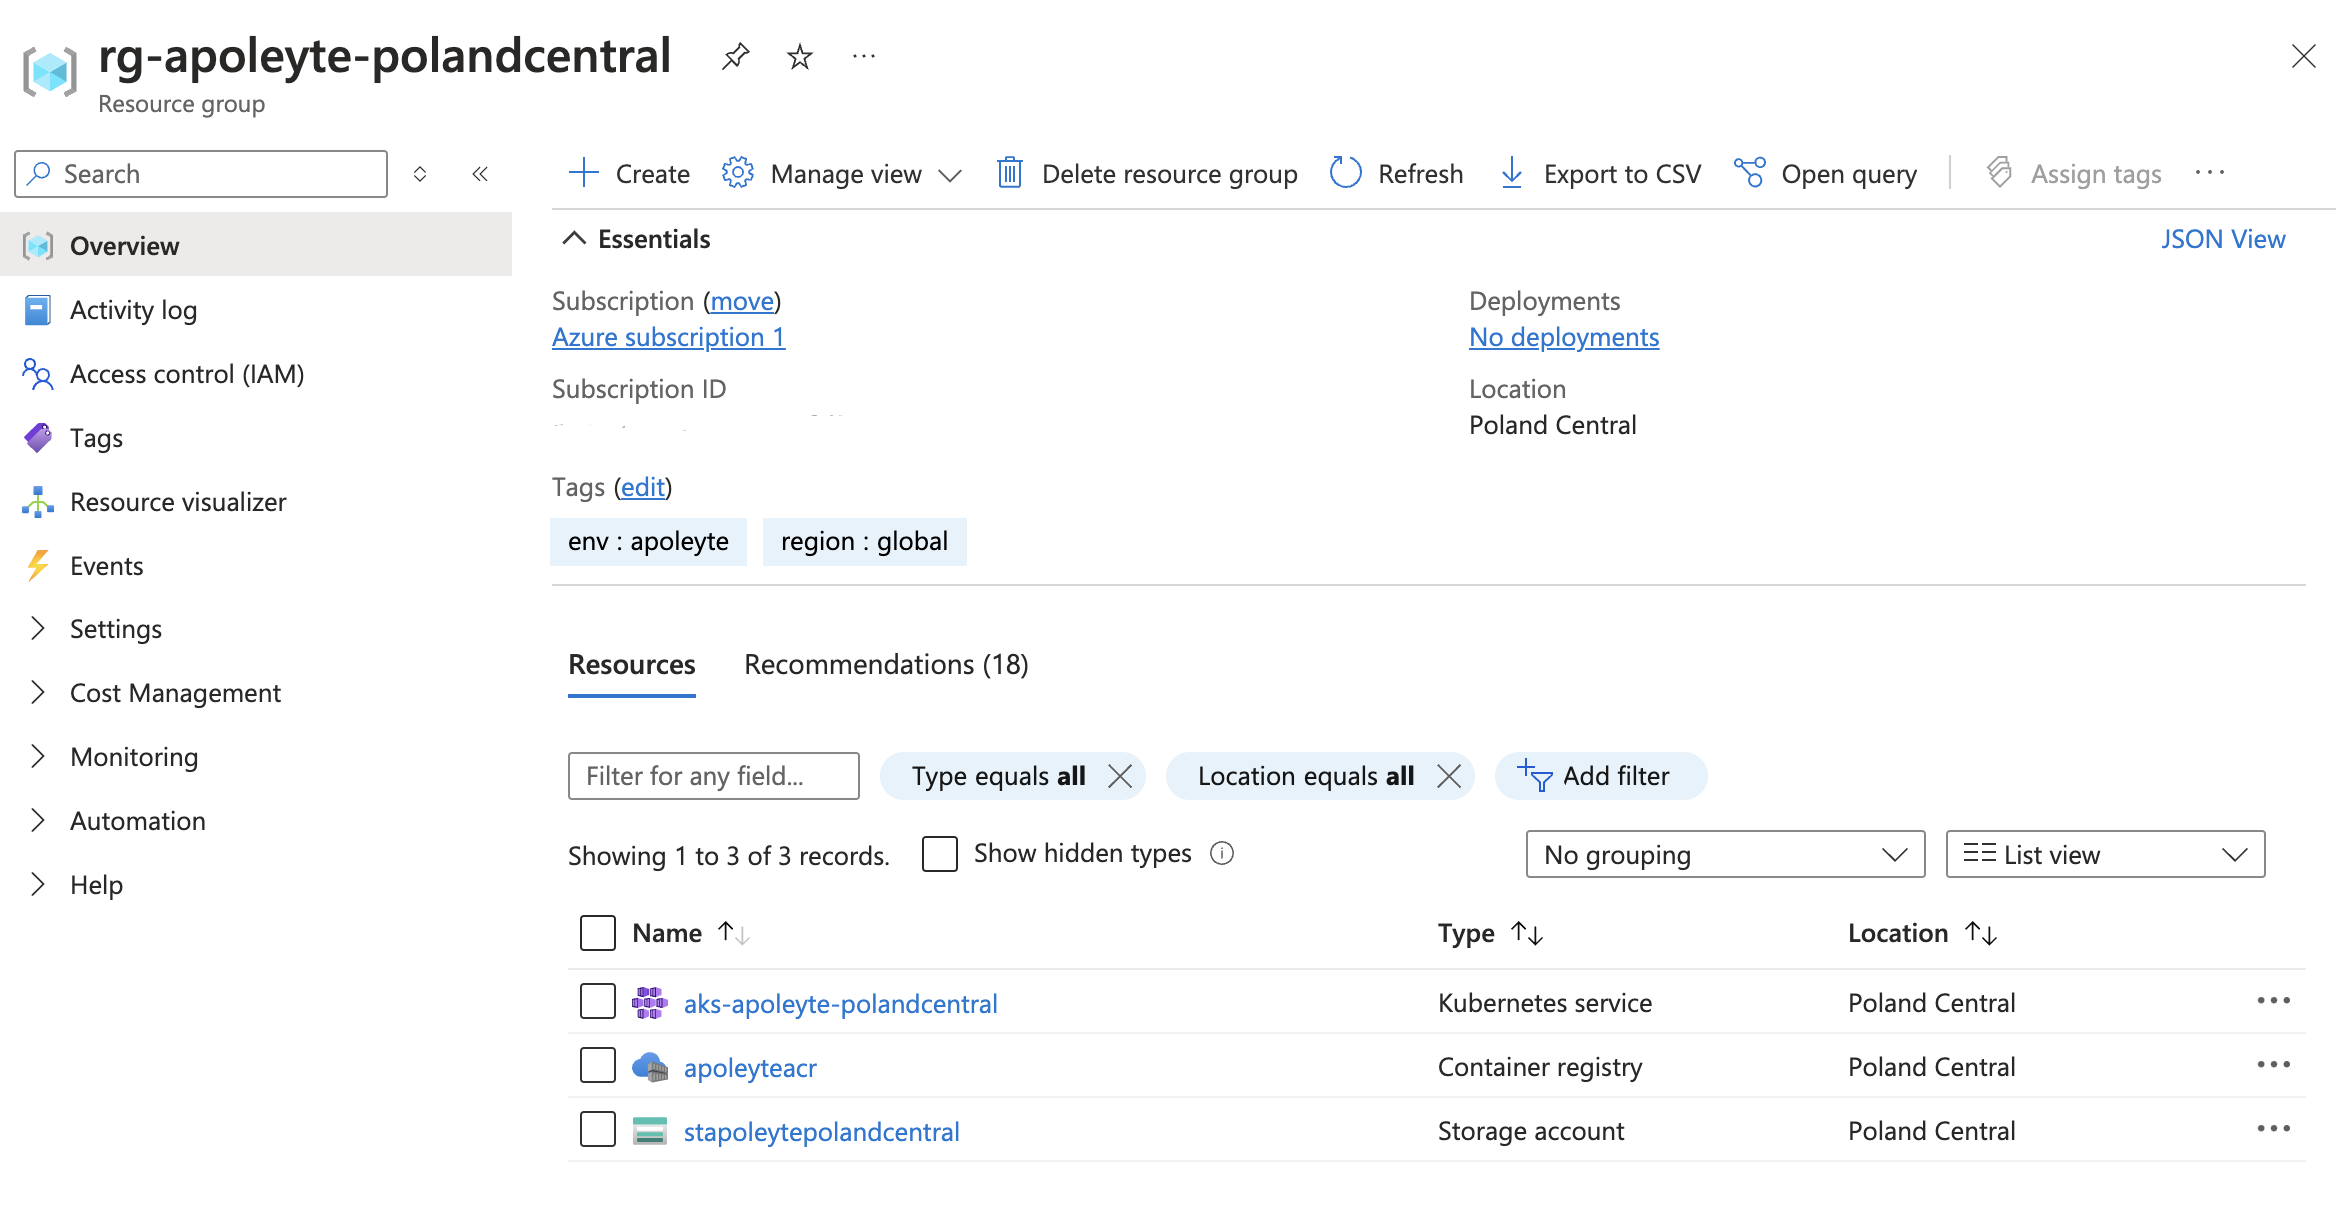 rg-apoleyte-polandcentral
Resource group
Search
Overview
Activity log
Access control (IAM)
Tags
Resource visualizer
Events
Settings
Cost Management
Monitoring
Automation
Help
Create Manage view Delete resource group Refresh Export to CSV Open query Assign tags
Essentials
JSON View
Subscription (move)
Azure subscription 1
Subscription ID
Deployments
No deployments
Location
Poland Central
Tags (edit)
env : apoleyte region : global
Resources Recommendations (18)
Filter for any field... Type equals all Location equals all Add filter
Showing 1 to 3 of 3 records. Show hidden types No grouping List view
Name Type Location
aks-apoleyte-polandcentral Kubernetes service Poland Central
apoleyteacr Container registry Poland Central
stapoleytepolandcentral Storage account Poland Central